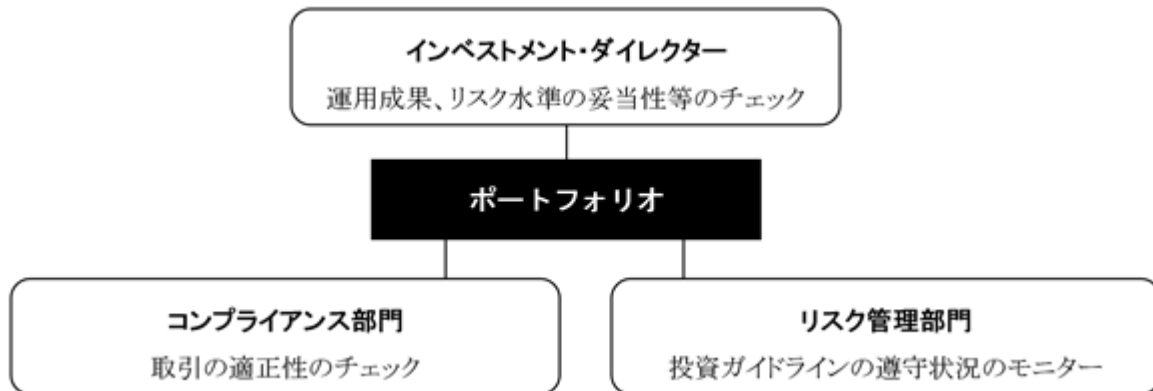 インベストメント・ダイレクター
運用成果、リスク水準の妥当性等のチェック
ポートフォリオ
コンプライアンス部門
取引の適正性のチェック
リスク管理部門
投資ガイドラインの遵守状況のモニター